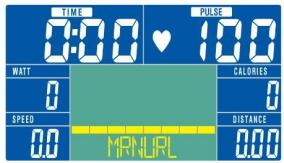 TIME PULSE
0:00 100
WATT CALORIES
0 0
SPEED DISTANCE
0.0 0.00
MANUAL